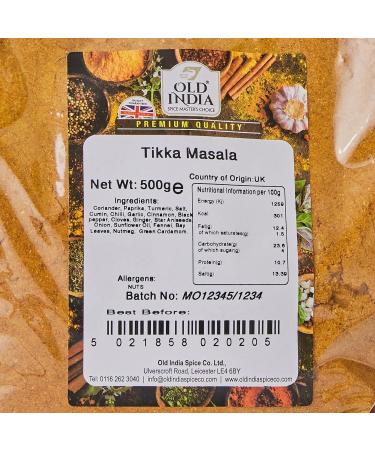 OLD INDIA
SPICE MASTER'S CHOICE
PREMIUM QUALITY
Tikka Masala
Net Wt: 500g e
Country of Origin:UK
Ingredients:
Coriander, Paprika, Turmeric, Salt,
Cumin, Chilli, Garlic, Cinnamon, Black
pepper, Cloves, Ginger, Star Aniseeds,
Onion, Sunflower Oil, Fennel, Bay
Leaves, Nutmeg, Green Cardamom.
Nutritional Information per 100g
Energy (Kj) 1259
Kcal 301
Fat(g) 12.4
of which saturates(g) 1.5
Carbohydrate(g) 23.6
of which sugars(g)
Protein(g) 10.7
Salt(g) 13.39
Allergens:
NUTS
Batch No: MO12345/1234
Best Before:
5 021858 020205
Old India Spice Co. Ltd.,
Ulverscroft Road, Leicester LE4 6BY
Tel: 0116 262 3040 | info@oldindiaspiceco.com | www.oldindiaspiceco.com